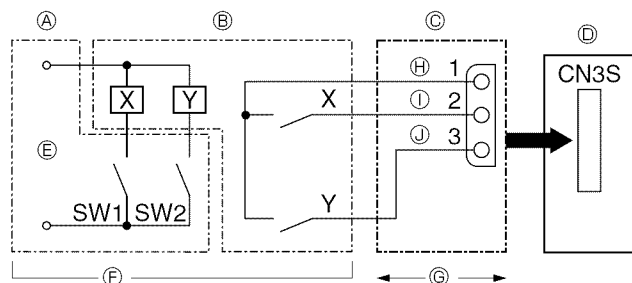 Ⓐ Ⓑ Ⓒ Ⓓ
CN3S
Ⓗ 1
X Y X Ⓘ 2
Ⓙ 3
Ⓔ
SW1 SW2 Y
Ⓕ Ⓖ